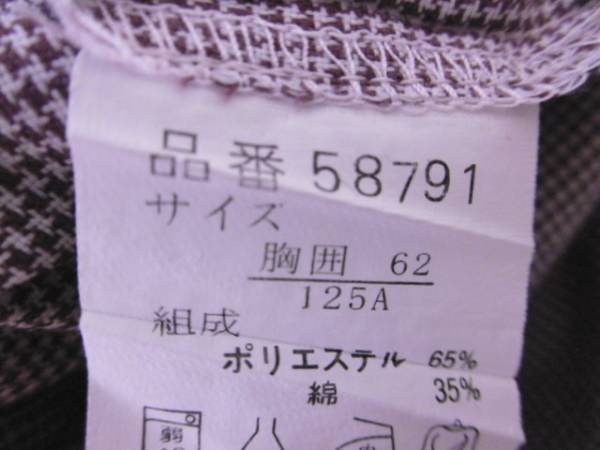 品番 58791
サイズ
胸囲 62
125A
組成
ポリエステル 65%
綿 35%
弱